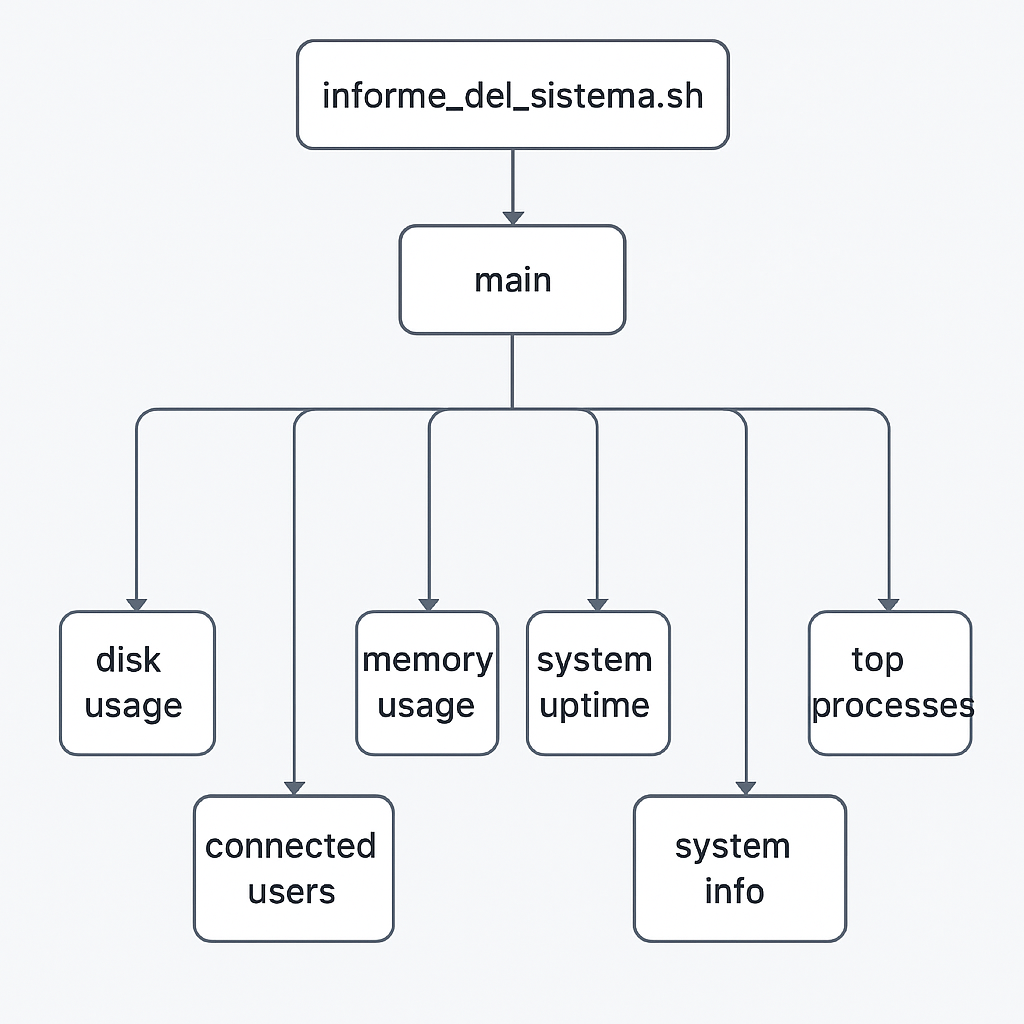 informe_del_sistema.sh
main
disk
usage
memory
usage
system
uptime
top
processes
connected
users
system
info